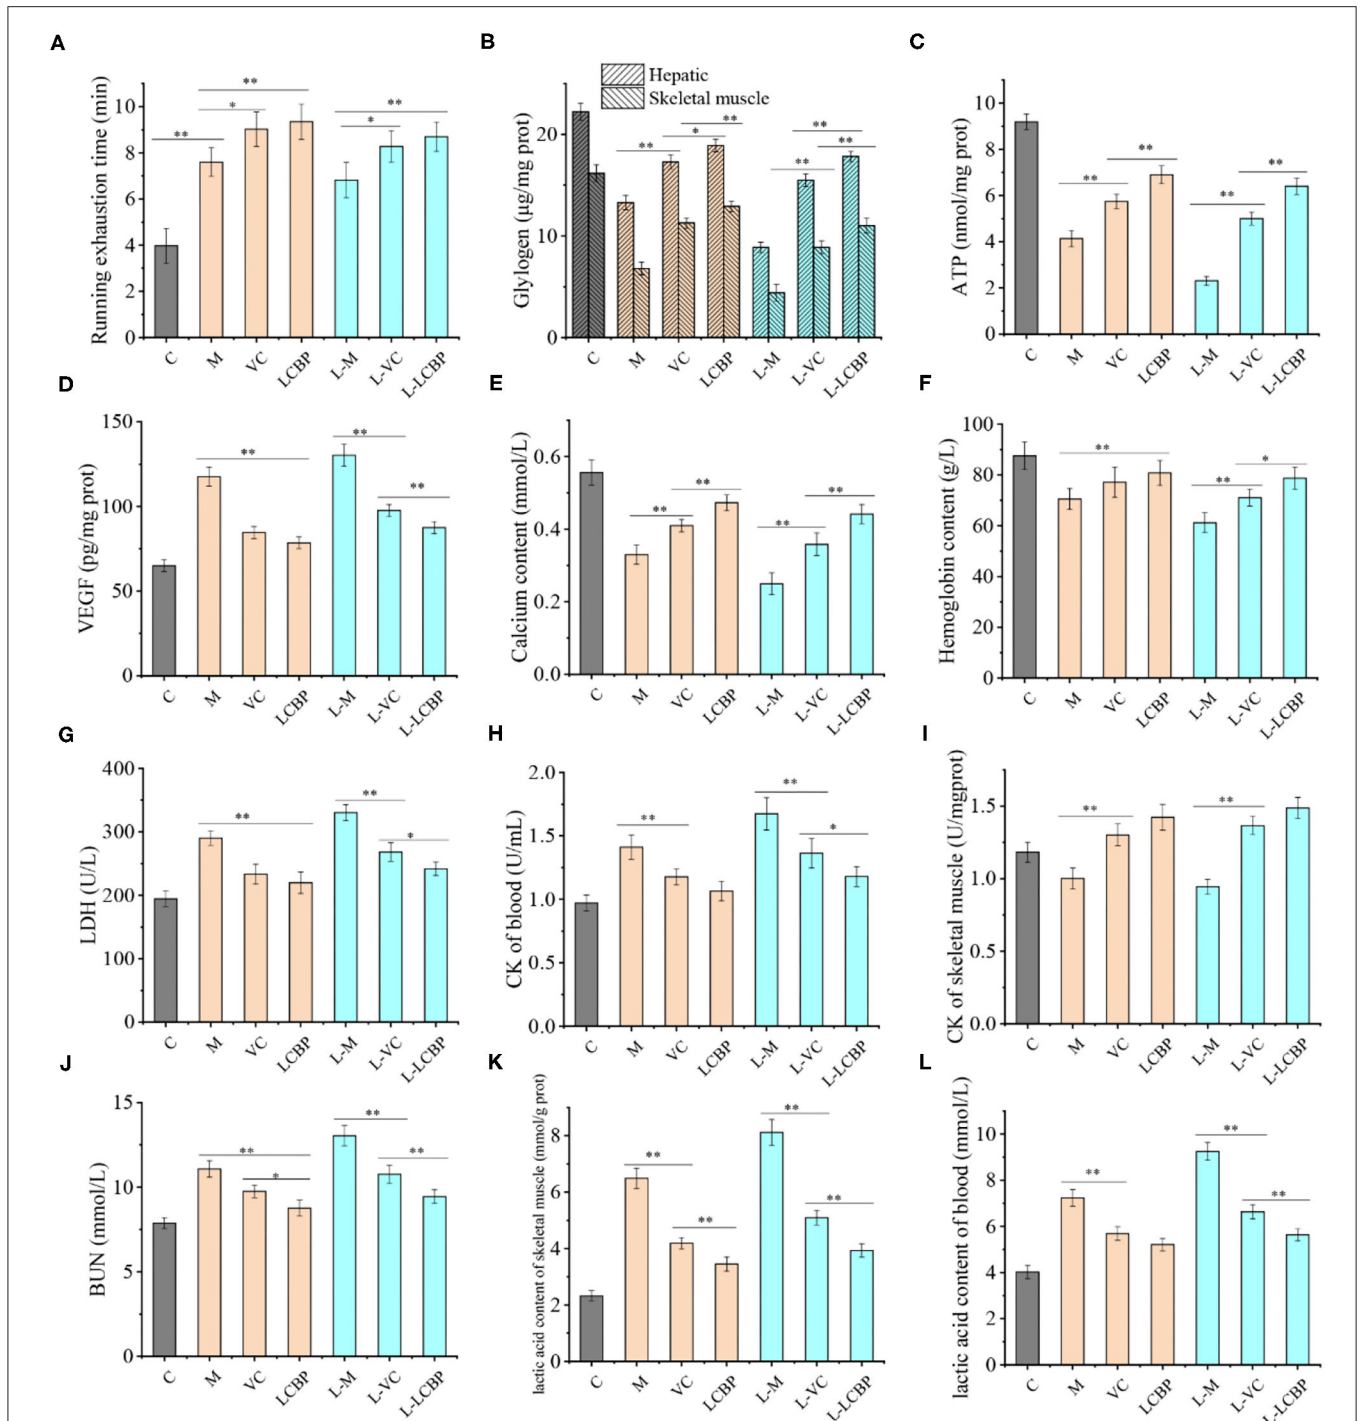 A
Running exhaustion time (min)
10
8
6
4
2
0
**
**
*
**
*
C
M
VC
LCBP
L-M
L-VC
L-LCBP
B
Hepatic
Skeletal muscle
Glylogen (μg/mg prot)
20
10
0
**
*
**
**
**
**
C
M
VC
LCBP
L-M
L-VC
L-LCBP
C
ATP (nmol/mg prot)
10
8
6
4
2
0
**
**
**
**
C
M
VC
LCBP
L-M
L-VC
L-LCBP
D
VEGF (pg/mg prot)
150
100
50
0
**
**
**
C
M
VC
LCBP
L-M
L-VC
L-LCBP
E
Calcium content (mmol/L)
0.6
0.4
0.2
0.0
**
**
**
**
C
M
VC
LCBP
L-M
L-VC
L-LCBP
F
Hemoglobin content (g/L)
100
80
60
40
20
0
**
**
*
C
M
VC
LCBP
L-M
L-VC
L-LCBP
G
LDH (U/L)
400
300
200
100
0
**
**
*
C
M
VC
LCBP
L-M
L-VC
L-LCBP
H
CK of blood (U/mL)
2.0
1.5
1.0
0.5
0.0
**
**
*
C
M
VC
LCBP
L-M
L-VC
L-LCBP
I
CK of skeletal muscle (U/mgprot)
1.5
1.0
0.5
0.0
**
**
C
M
VC
LCBP
L-M
L-VC
L-LCBP
J
BUN (mmol/L)
15
10
5
0
**
*
**
**
C
M
VC
LCBP
L-M
L-VC
L-LCBP
K
lactic acid content of skeletal muscle (mmol/g prot)
8
6
4
2
0
**
**
**
**
C
M
VC
LCBP
L-M
L-VC
L-LCBP
L
lactic acid content of blood (mmol/L)
10
8
6
4
2
0
**
**
**
C
M
VC
LCBP
L-M
L-VC
L-LCBP